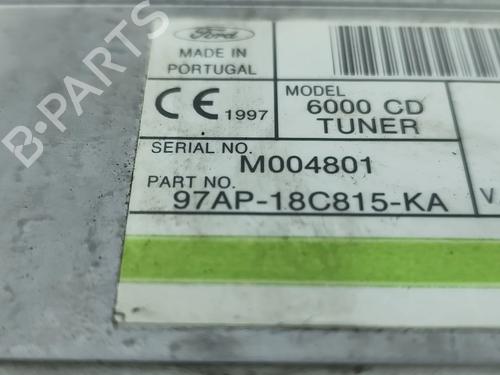 Ford
MADE IN
PORTUGAL
CE 1997
MODEL
6000 CD
TUNER
SERIAL NO.
M004801
PART NO.
97AP-18C815-KA
V
B-PARTS